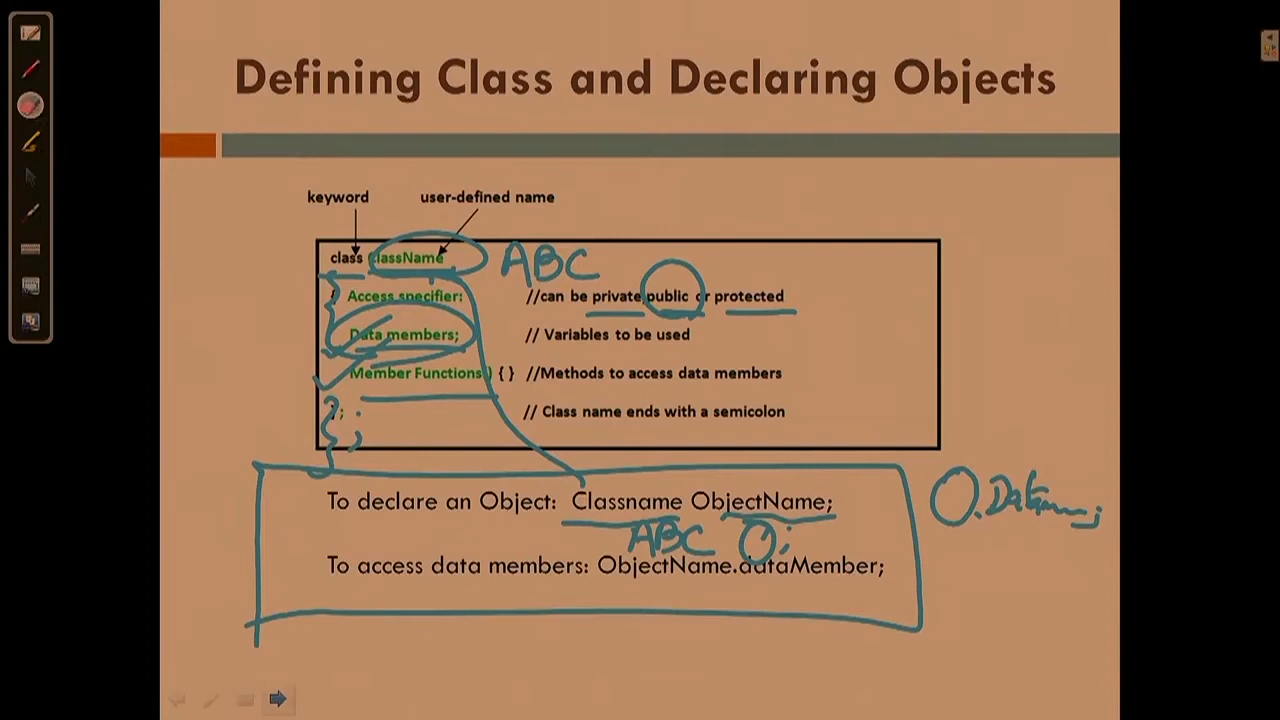 Defining Class and Declaring Objects
keyword user-defined name
class ClassName ABC
{ Access specifier: //can be private public or protected
Data members; // Variables to be used
Member Functions() { } //Methods to access data members
}; // Class name ends with a semicolon
};
To declare an Object: Classname ObjectName;
ABC O;
To access data members: ObjectName.dataMember;